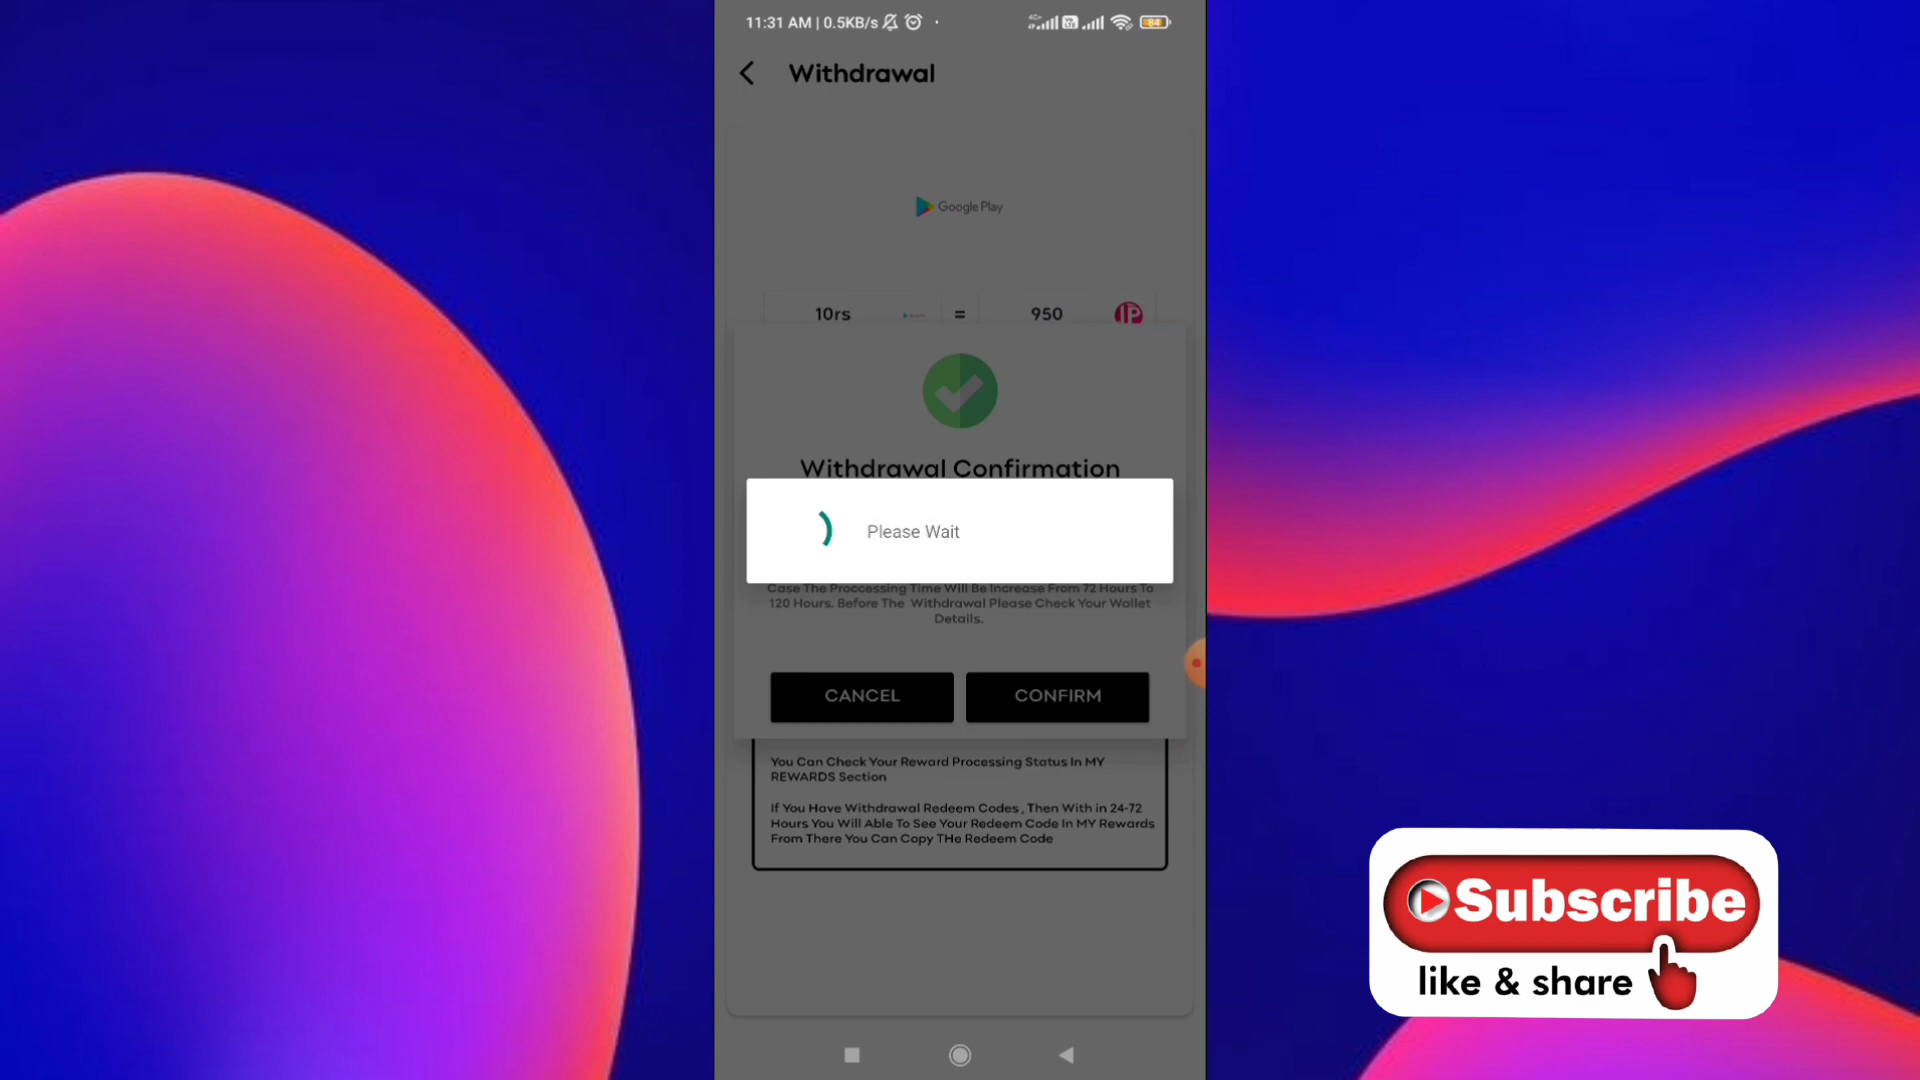 11:31 AM | 0.5KB/s
84
Withdrawal
Google Play
10rs = 950
Withdrawal Confirmation
Please Wait
Case The Proccessing Time Will Be Increase From 72 Hours To
120 Hours. Before The Withdrawal Please Check Your Wallet
Details.
CANCEL CONFIRM
You Can Check Your Reward Processing Status In MY
REWARDS Section
If You Have Withdrawal Redeem Codes , Then With in 24-72
Hours You Will Able To See Your Redeem Code In MY Rewards
From There You Can Copy THe Redeem Code
Subscribe
like & share